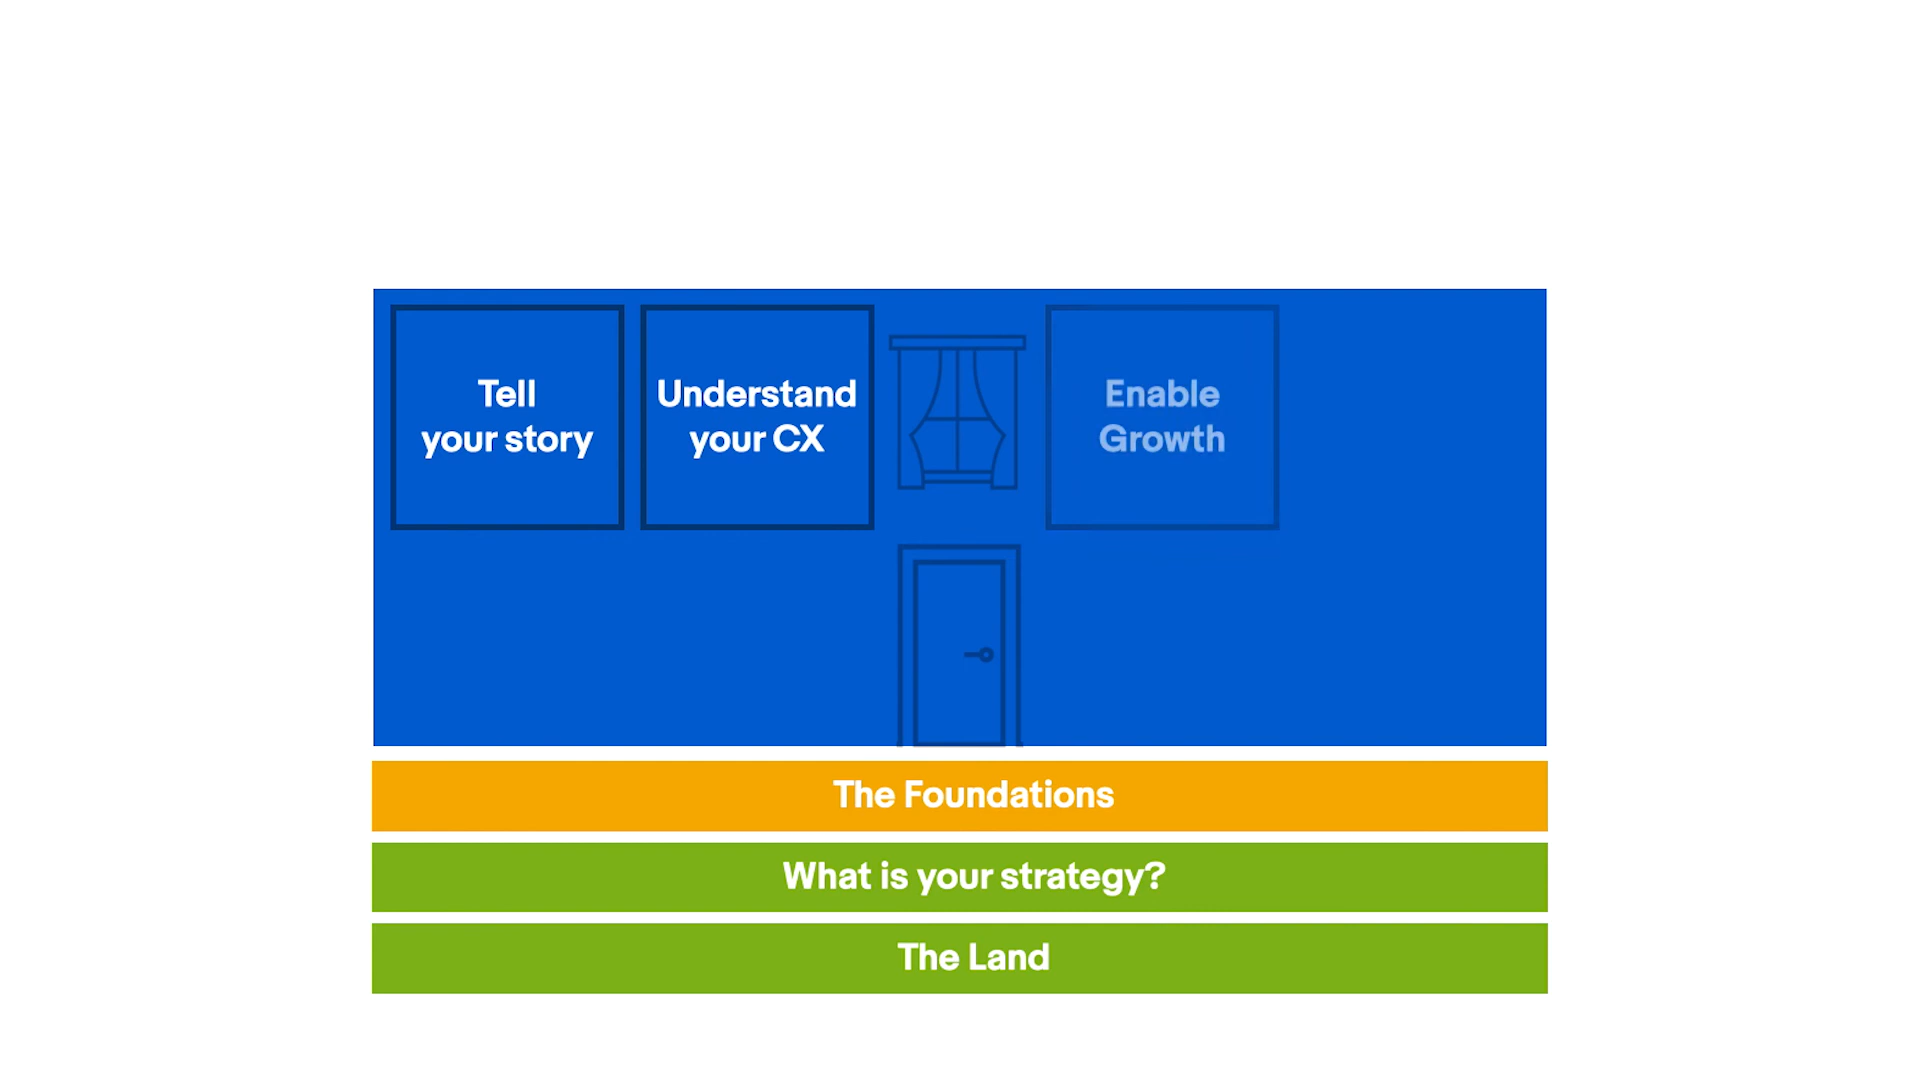 Tell
your story
Understand
your CX
Enable
Growth
The Foundations
What is your strategy?
The Land